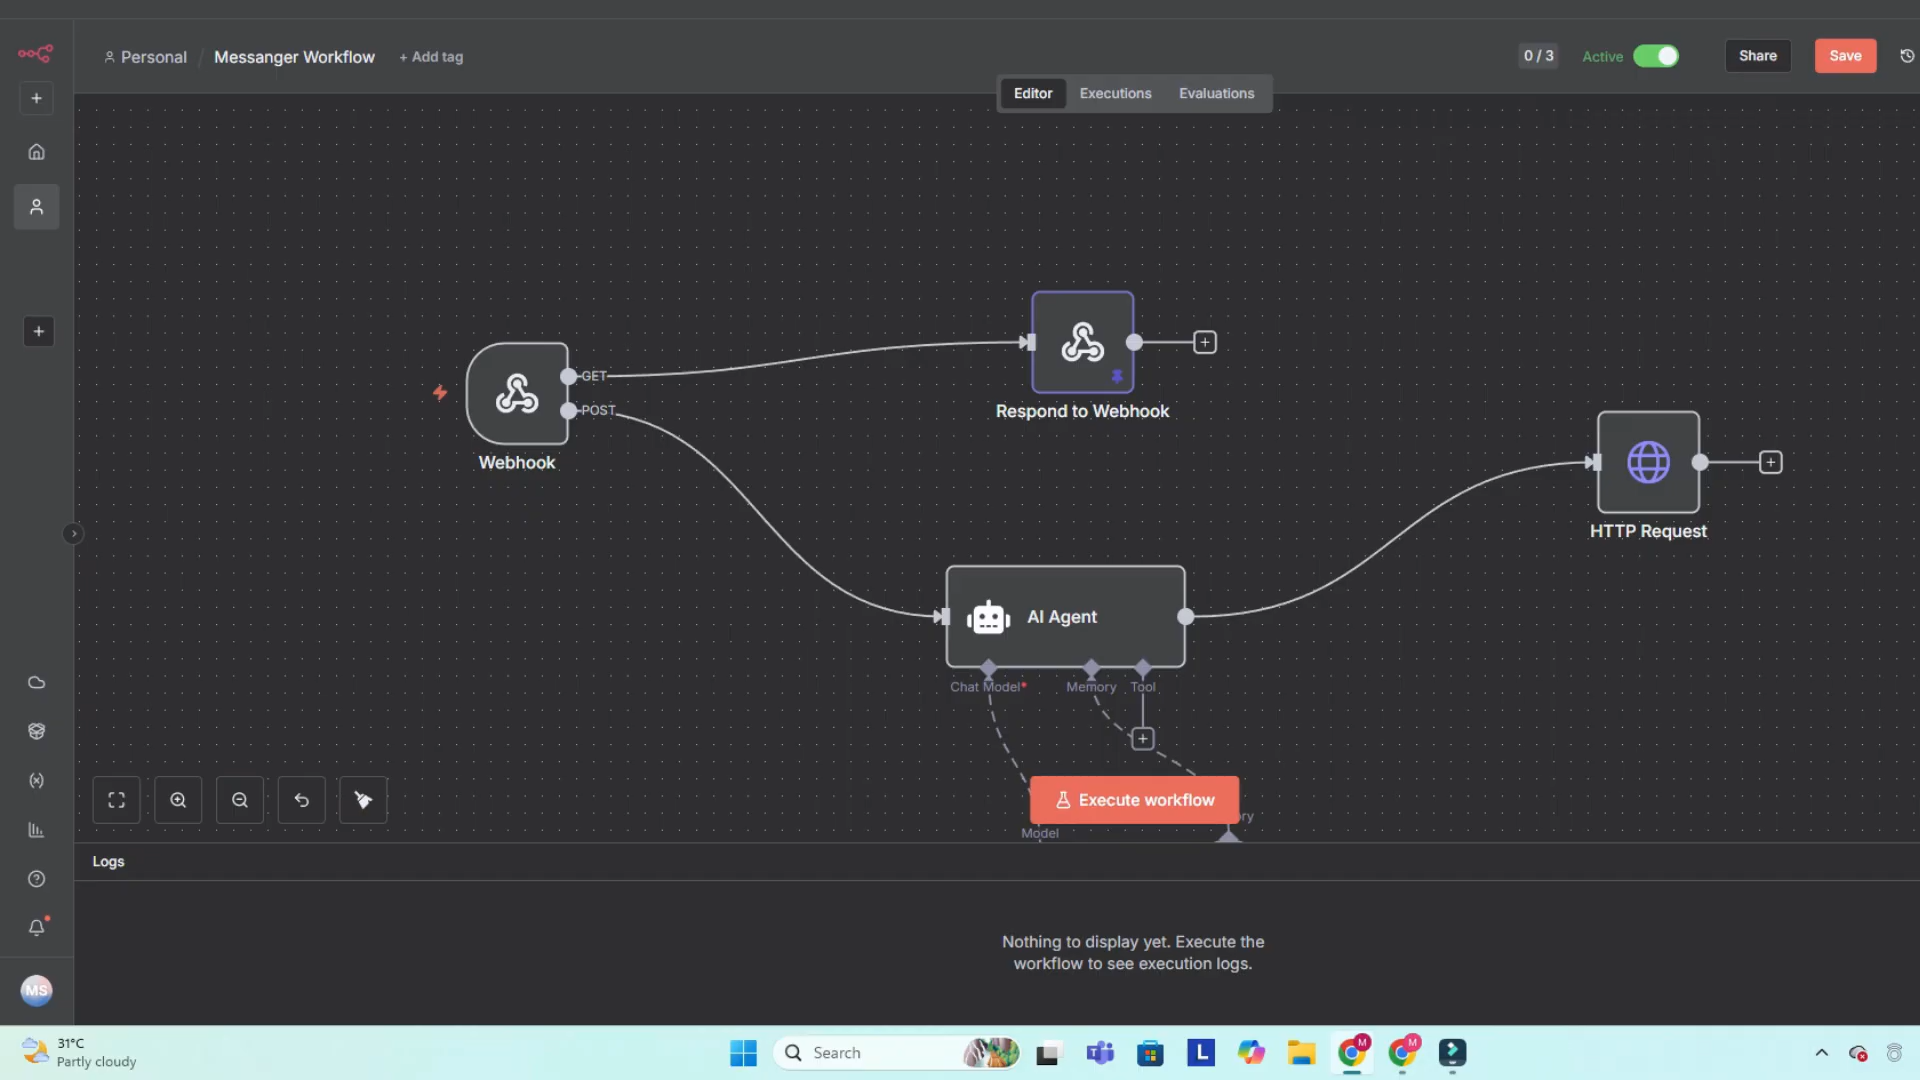 Personal / Messanger Workflow + Add tag
0 / 3 Active Share Save
Editor Executions Evaluations
GET
POST
Webhook
Respond to Webhook
HTTP Request
AI Agent
Chat Model* Memory Tool
Execute workflow
ry
Model
Logs
Nothing to display yet. Execute the
workflow to see execution logs.
MS
31°C
Partly cloudy
Search
L
M
M